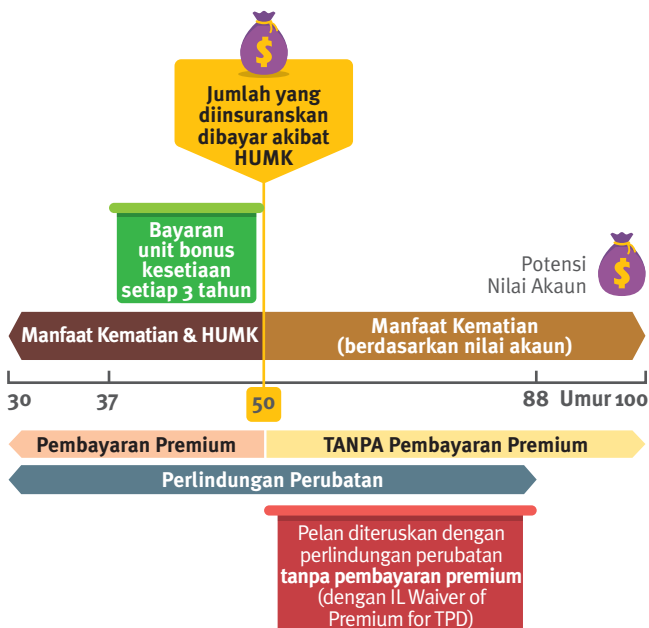 $
Jumlah yang
diinsuranskan
dibayar akibat
HUMK
Bayaran
unit bonus
kesetiaan
setiap 3 tahun
Potensi
Nilai Akaun
$
Manfaat Kematian & HUMK
Manfaat Kematian
(berdasarkan nilai akaun)
30 37 50 88 Umur 100
Pembayaran Premium
TANPA Pembayaran Premium
Perlindungan Perubatan
Pelan diteruskan dengan
perlindungan perubatan
tanpa pembayaran premium
(dengan IL Waiver of
Premium for TPD)